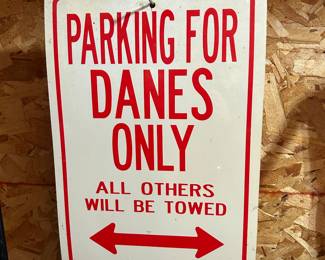 PARKING FOR
DANES
ONLY
ALL OTHERS
WILL BE TOWED